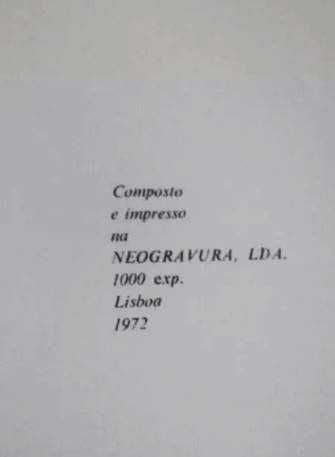 Composto
e impresso
na
NEOGRAVURA, LDA.
1000 exp.
Lisboa
1972